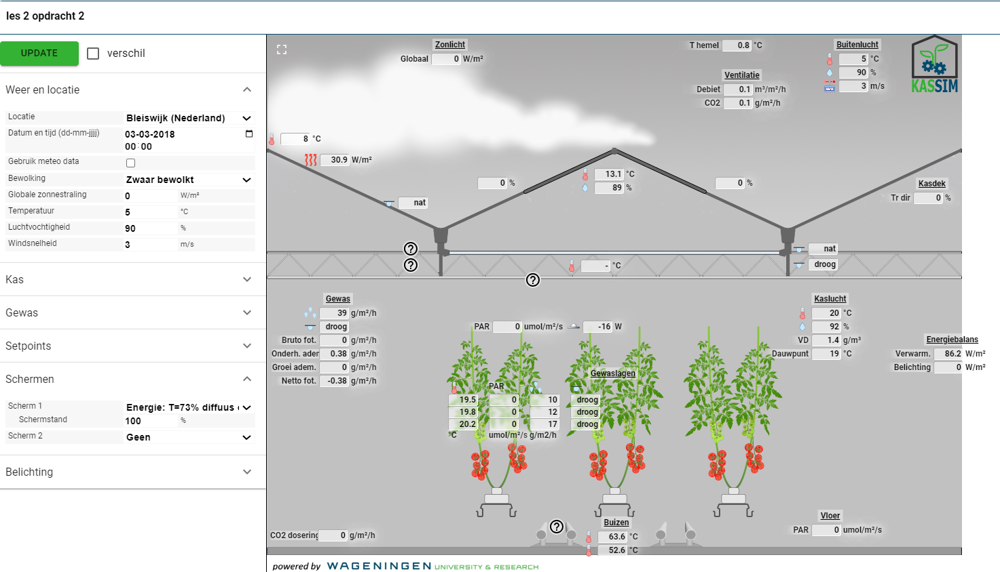 les 2 opdracht 2
UPDATE
verschil
Weer en locatie
Locatie Bleiswijk (Nederland)
Datum en tijd (dd-mm-jjjj) 03-03-2018
00:00
Gebruik meteo data
Bewolking Zwaar bewolkt
Globale zonnestraling 0 W/m²
Temperatuur 5 °C
Luchtvochtigheid 90 %
Windsnelheid 3 m/s
Kas
Gewas
Setpoints
Schermen
Scherm 1 Energie: T=73% diffuus
Schermstand 100 %
Scherm 2 Geen
Belichting
Zonlicht
Globaal 0 W/m²
T hemel 0.8 °C
Ventilatie
Debiet 0.1 m³/m²/h
CO2 0.1 g/m²/h
Buitenlucht
5 °C
90 %
3 m/s
KASSIM
8 °C
30.9 W/m²
nat
0 %
13.1 °C
89 %
0 %
Kasdek
Tr dir 0 %
nat
droog
- °C
Gewas
39 g/m²/h
droog
Bruto fot. 0 g/m²/h
Onderh. adem 0.38 g/m²/h
Groei adem. 0 g/m²/h
Netto fot. -0.38 g/m²/h
PAR 0 umol/m²/s -16 W
Gewaslagen
PAR
19.5 0 10 droog
19.8 0 12 droog
20.2 0 17 droog
°C umol/m²/s g/m2/h
Kaslucht
20 °C
92 %
VD 1.4 g/m³
Dauwpunt 19 °C
Energiebalans
Verwarm. 86.2 W/m²
Belichting 0 W/m²
CO2 dosering 0 g/m²/h
Buizen
63.6 °C
52.6 °C
Vloer
PAR 0 umol/m²/s
powered by WAGENINGEN UNIVERSITY & RESEARCH